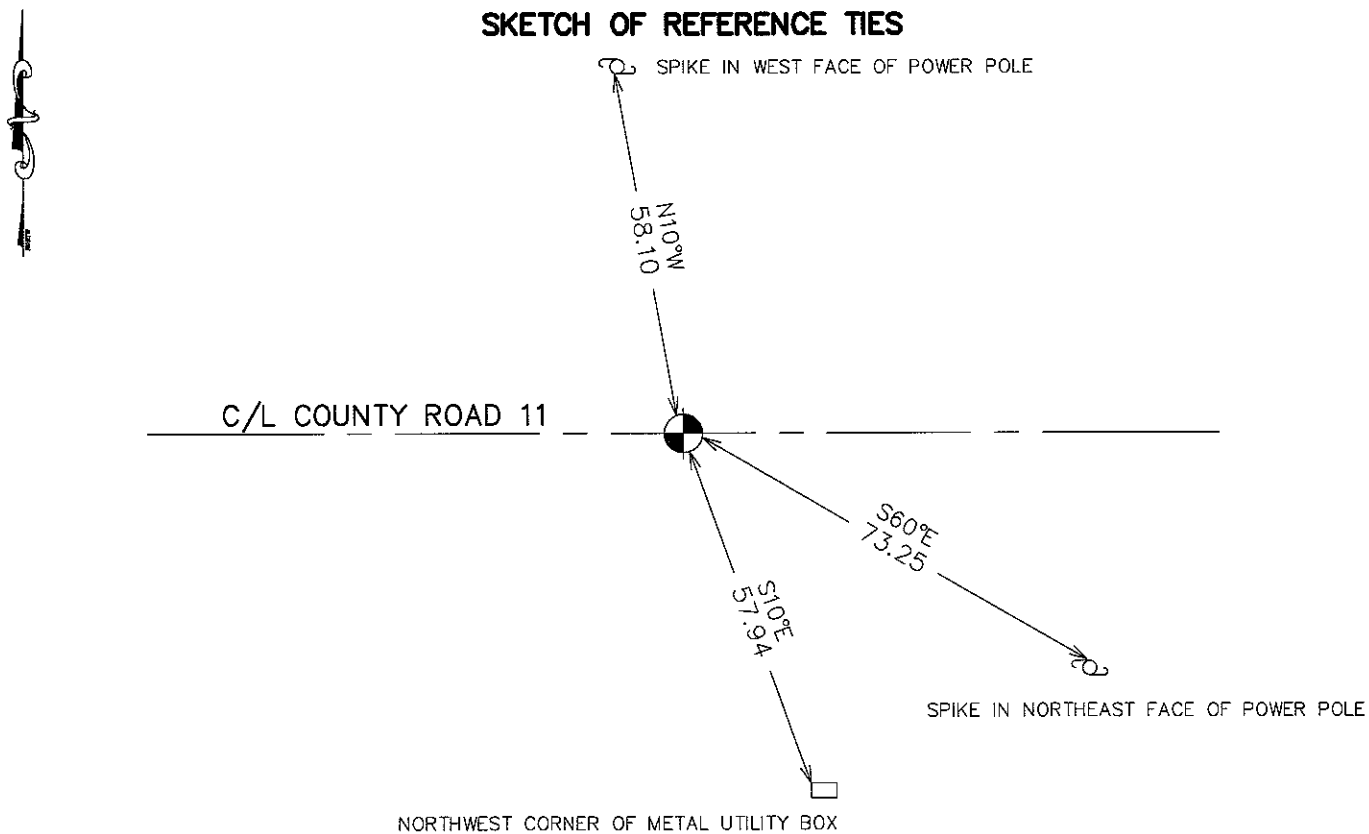 SKETCH OF REFERENCE TIES
SPIKE IN WEST FACE OF POWER POLE
N10°W
58.10
C/L COUNTY ROAD 11
S60°E
73.25
S10°E
57.94
SPIKE IN NORTHEAST FACE OF POWER POLE
NORTHWEST CORNER OF METAL UTILITY BOX